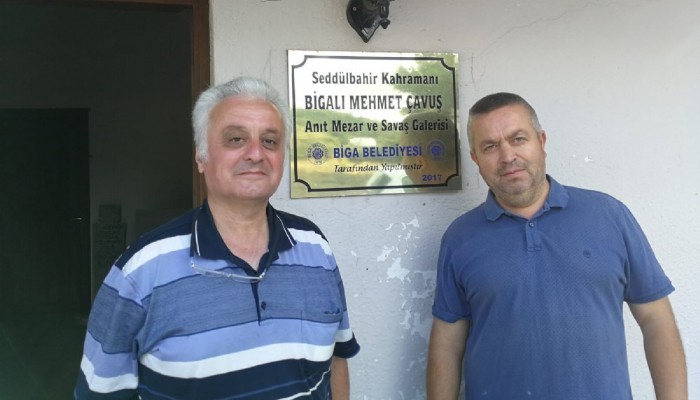 Seddülbahir Kahramanı
BİGALI MEHMET ÇAVUŞ
Anıt Mezar ve Savaş Galerisi
BİGA BELEDİYESİ
Tarafından Yapılmıştır
2017